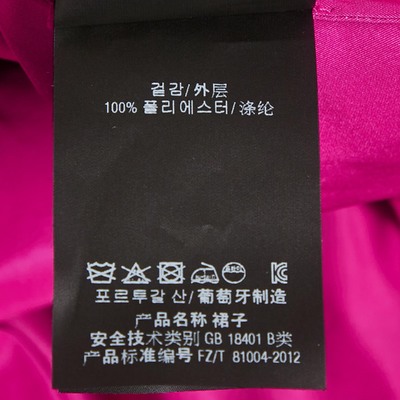 겉감/外层
100% 폴리에스터/涤纶
포르투갈 산/葡萄牙制造
产品名称 裙子
安全技术类别 GB 18401 B类
产品标准编号 FZ/T 81004-2012